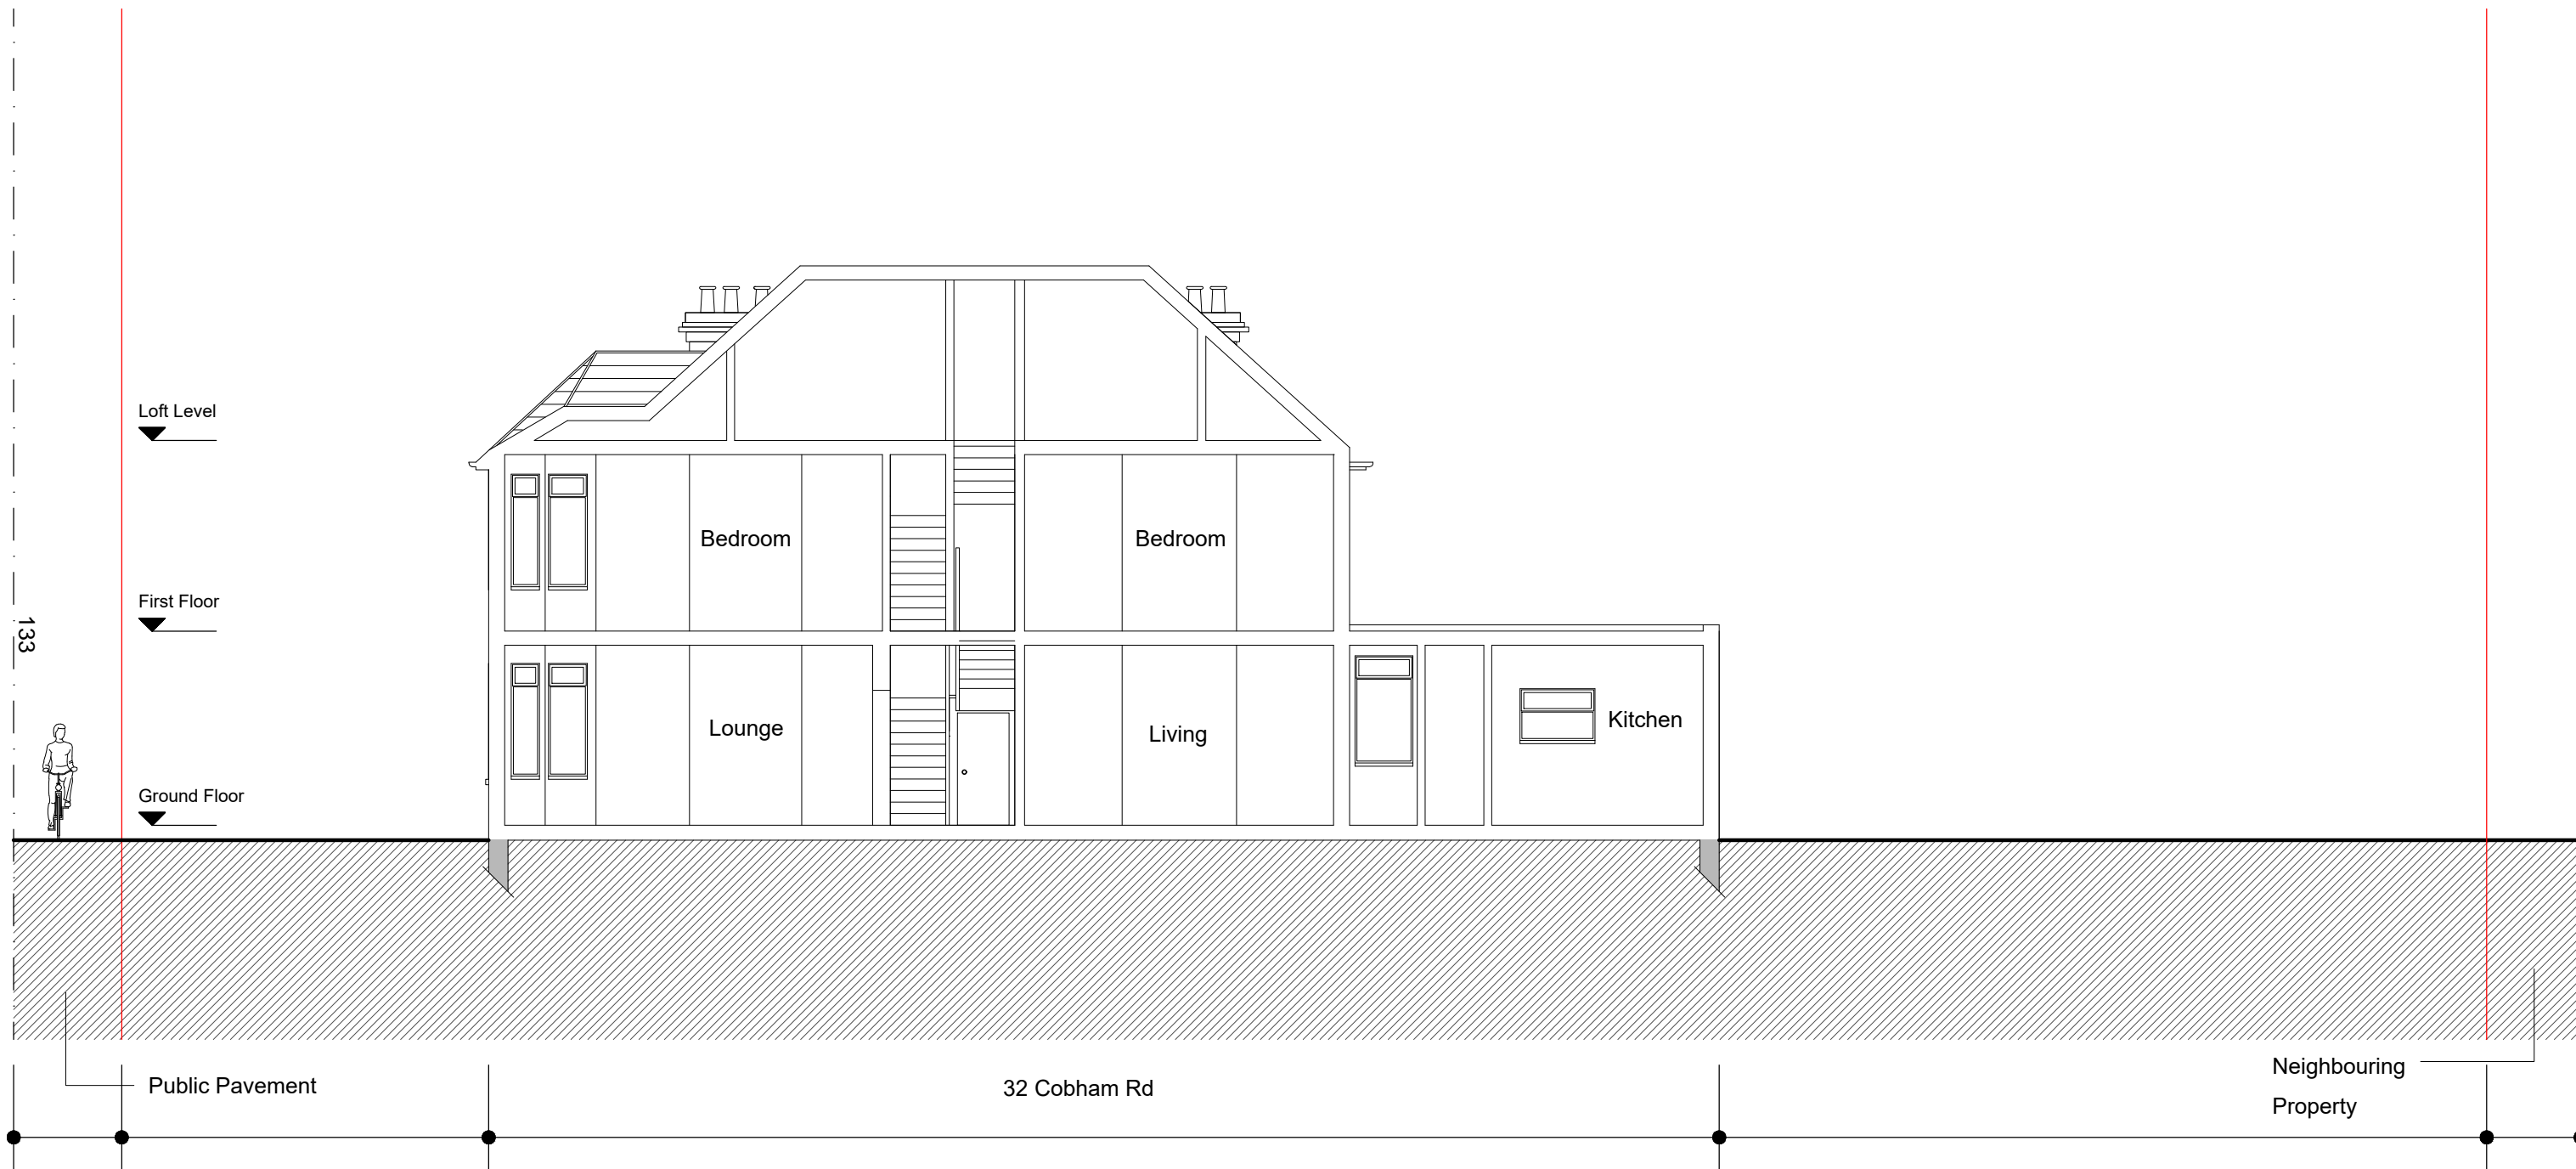 Loft Level
First Floor
133
Bedroom
Bedroom
Lounge
Living
Kitchen
Ground Floor
Public Pavement
32 Cobham Rd
Neighbouring
Property